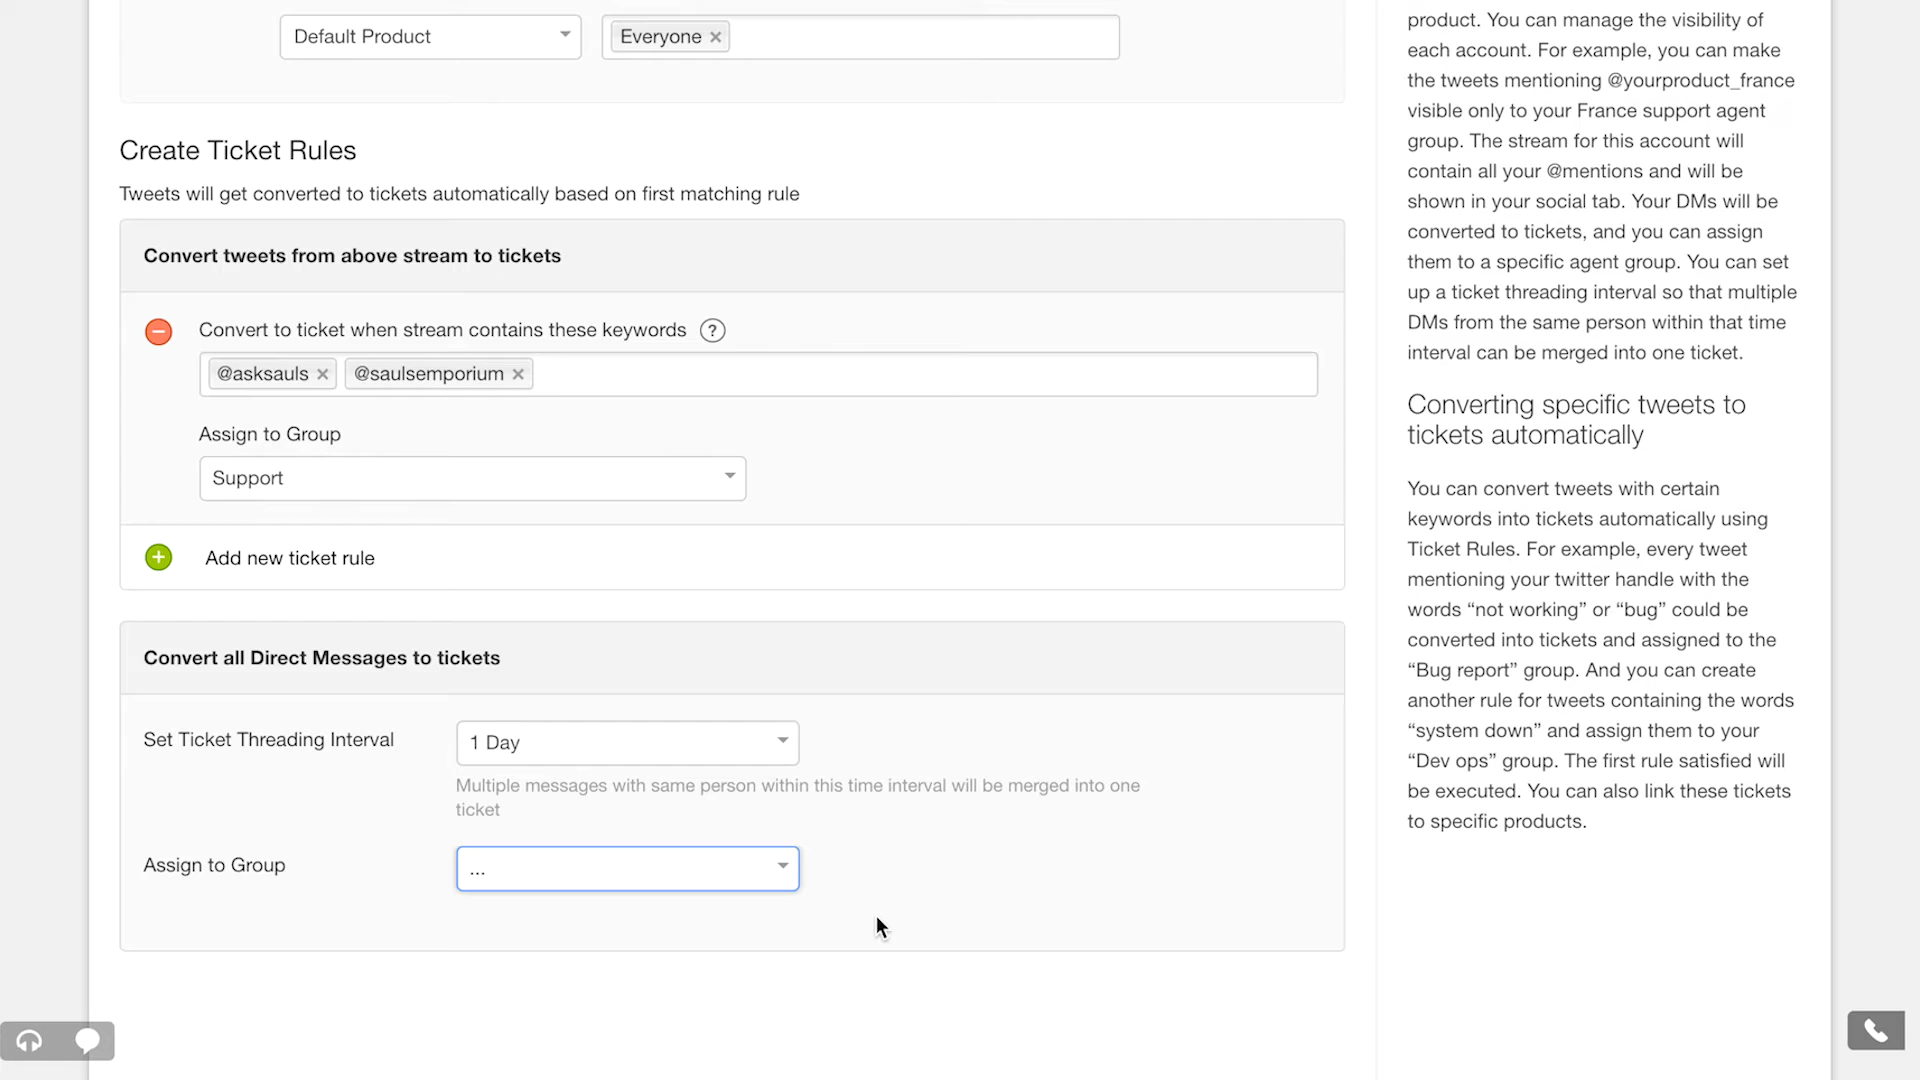 Default Product
Everyone ×
Create Ticket Rules
Tweets will get converted to tickets automatically based on first matching rule
Convert tweets from above stream to tickets
Convert to ticket when stream contains these keywords ?
@asksauls × @saulsemporium ×
Assign to Group
Support
Add new ticket rule
Convert all Direct Messages to tickets
Set Ticket Threading Interval
1 Day
Multiple messages with same person within this time interval will be merged into one
ticket
Assign to Group
...
product. You can manage the visibility of
each account. For example, you can make
the tweets mentioning @yourproduct_france
visible only to your France support agent
group. The stream for this account will
contain all your @mentions and will be
shown in your social tab. Your DMs will be
converted to tickets, and you can assign
them to a specific agent group. You can set
up a ticket threading interval so that multiple
DMs from the same person within that time
interval can be merged into one ticket.
Converting specific tweets to
tickets automatically
You can convert tweets with certain
keywords into tickets automatically using
Ticket Rules. For example, every tweet
mentioning your twitter handle with the
words “not working” or “bug” could be
converted into tickets and assigned to the
“Bug report” group. And you can create
another rule for tweets containing the words
“system down” and assign them to your
“Dev ops” group. The first rule satisfied will
be executed. You can also link these tickets
to specific products.